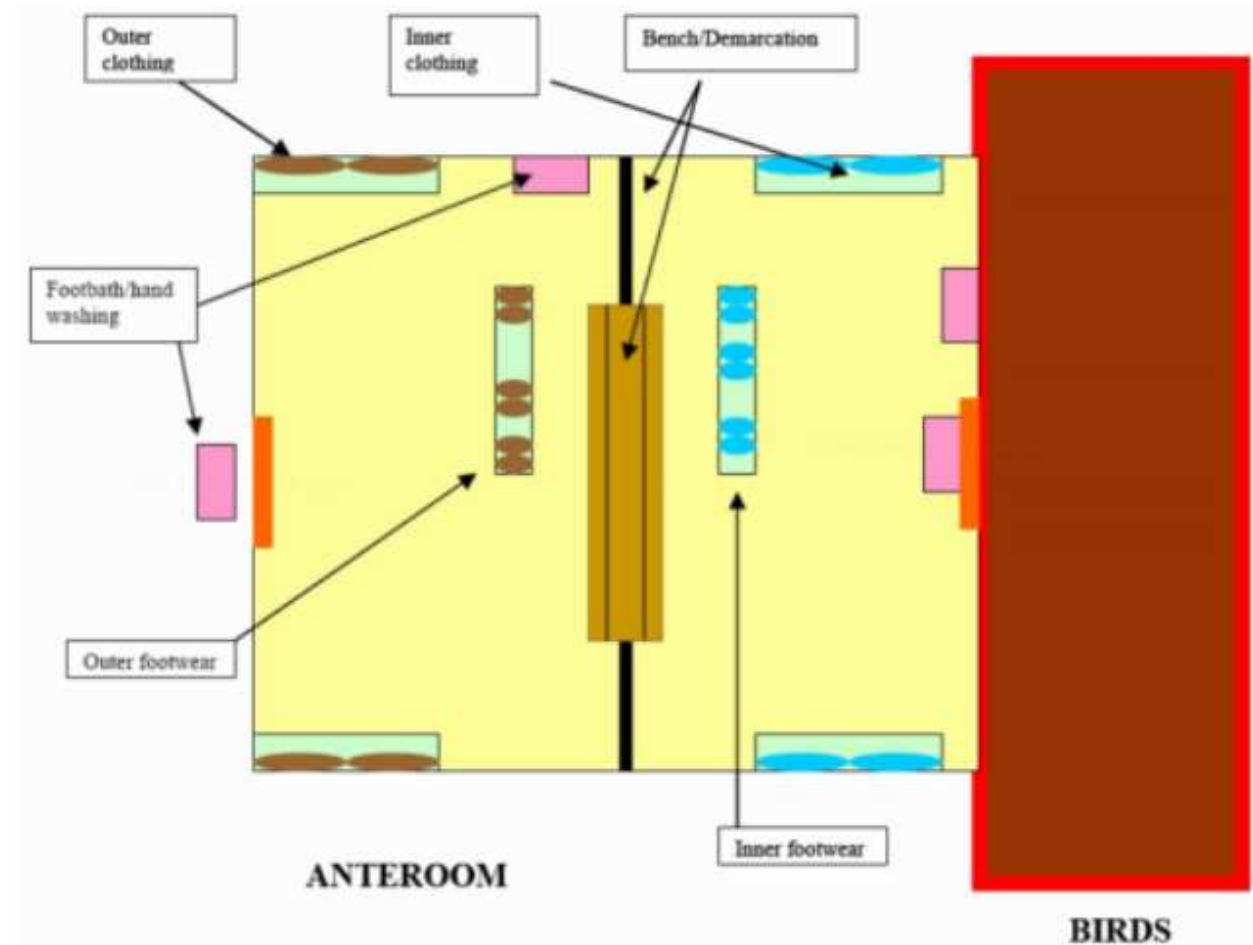 Outer
clothing
Inner
clothing
Bench/Demarcation
Footbath/hand
washing
Outer footwear
Inner footwear
ANTEROOM
BIRDS